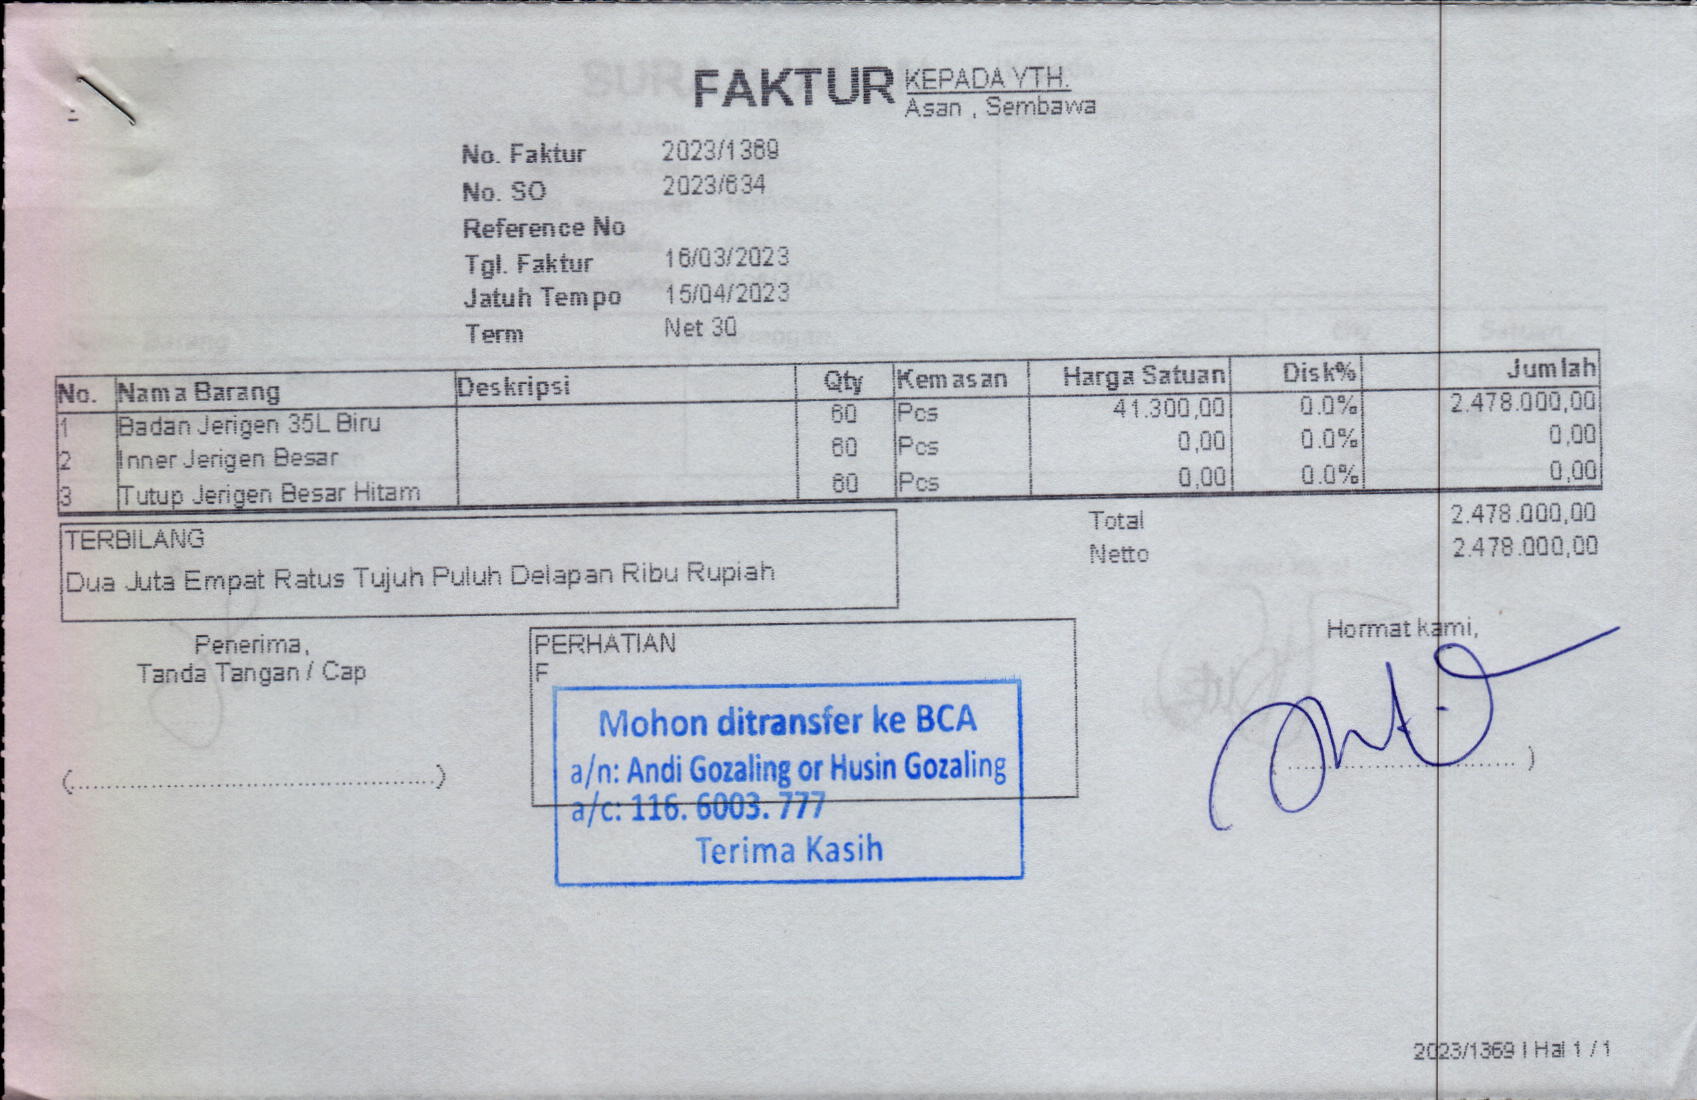 FAKTUR
KEPADA YTH.
Asan , Sembawa
No. Faktur 2023/1369
No. SO 2023/634
Reference No
Tgl. Faktur 16/03/2023
Jatuh Tempo 15/04/2023
Term Net 30
No. Nama Barang Deskripsi Qty Kemasan Harga Satuan Disk% Jumlah
1 Badan Jerigen 35L Biru 60 Pcs 41.300,00 0.0% 2.478.000,00
2 Inner Jerigen Besar 60 Pcs 0,00 0.0% 0,00
3 Tutup Jerigen Besar Hitam 60 Pcs 0,00 0.0% 0,00
Total 2.478.000,00
Netto 2.478.000,00
TERBILANG
Dua Juta Empat Ratus Tujuh Puluh Delapan Ribu Rupiah
Penerima,
Tanda Tangan / Cap
(........................................)
PERHATIAN
F
Mohon ditransfer ke BCA
a/n: Andi Gozaling or Husin Gozaling
a/c: 116. 6003. 777
Terima Kasih
Hormat kami,
2023/1369 | Hal 1 / 1